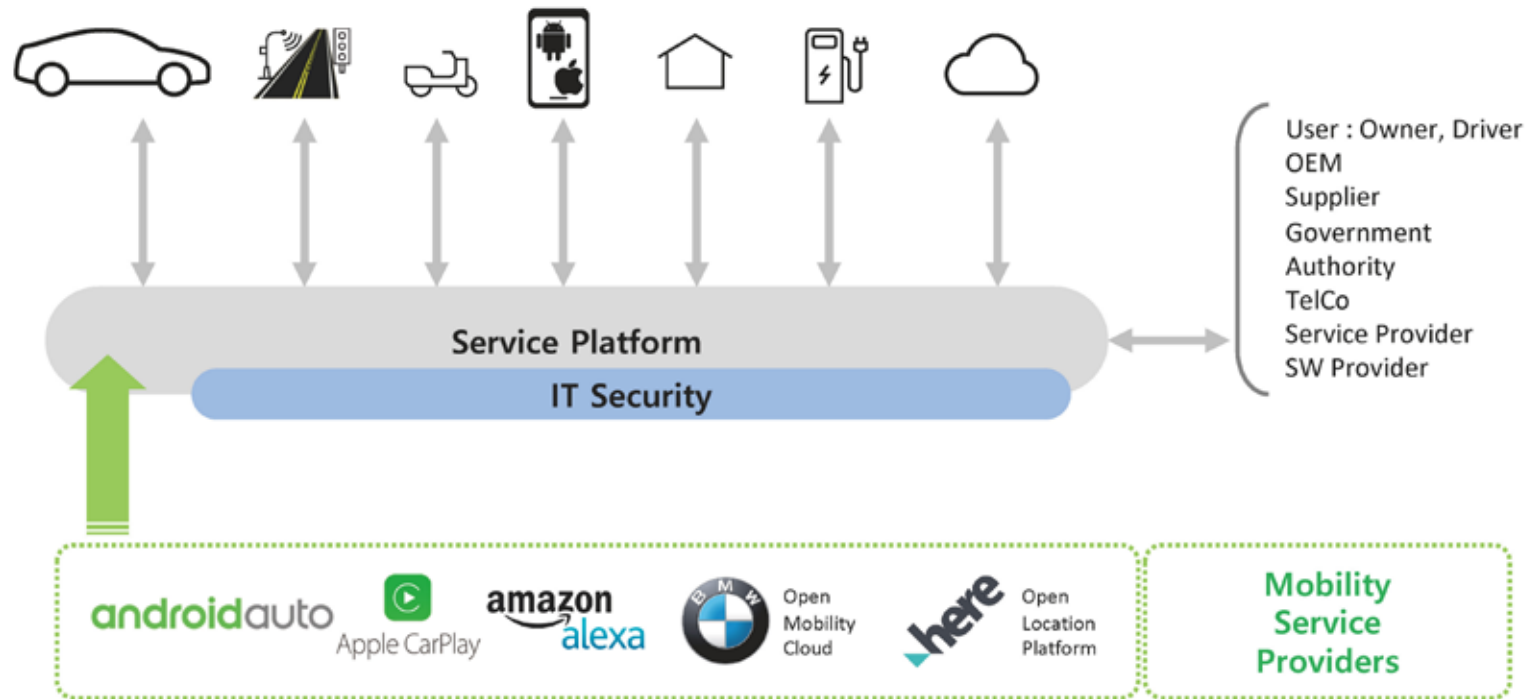 User : Owner, Driver
OEM
Supplier
Government
Authority
TelCo
Service Provider
SW Provider
Service Platform
IT Security
androidauto
Apple CarPlay
amazon
alexa
BMW
Open
Mobility
Cloud
here
Open
Location
Platform
Mobility
Service
Providers